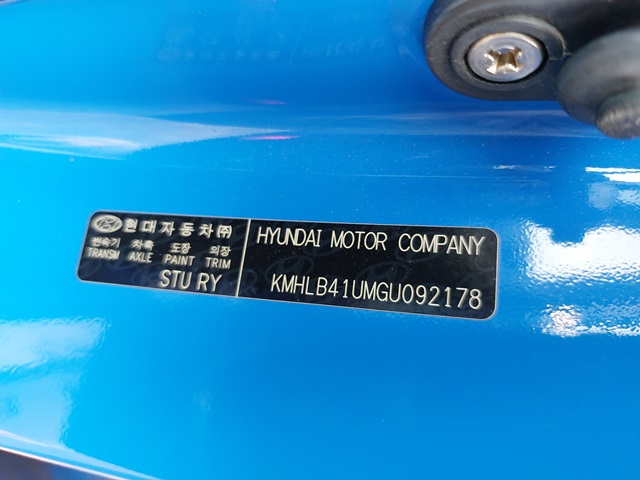 현대자동차(주)
변속기 차축 도장 의장
TRANSM AXLE PAINT TRIM
STU RY
HYUNDAI MOTOR COMPANY
KMHLB41UMGU092178